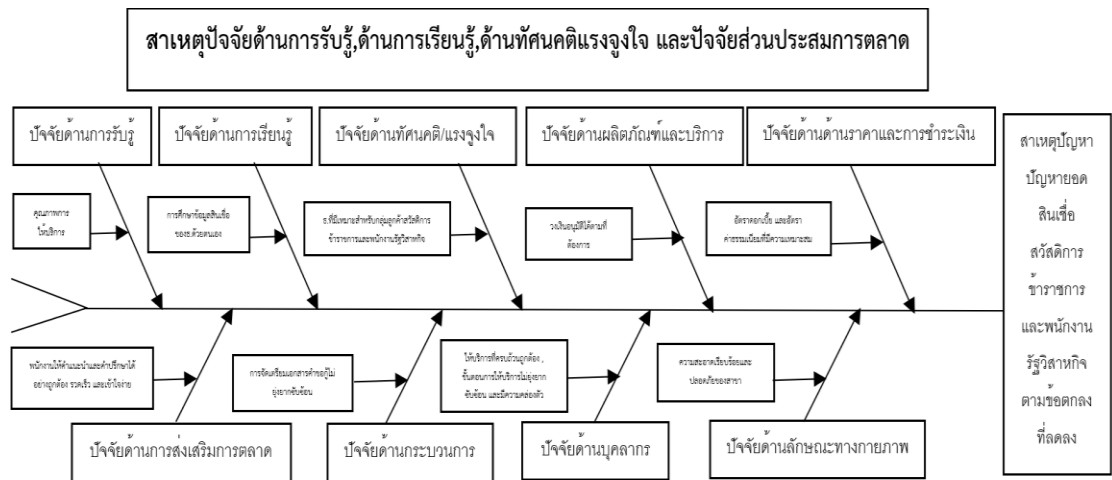 สาเหตุปัจจัยด้านการรับรู้,ด้านการเรียนรู้,ด้านทัศนคติแรงจูงใจ และปัจจัยส่วนประสมการตลาด
ปัจจัยด้านการรับรู้
ปัจจัยด้านการเรียนรู้
ปัจจัยด้านทัศนคติ/แรงจูงใจ
ปัจจัยด้านผลิตภัณฑ์และบริการ
ปัจจัยด้านด้านราคาและการชำระเงิน
คุณภาพการ
ให้บริการ
การศึกษาข้อมูลสินเชื่อ
ของธ.ด้วยตนเอง
ธ.ที่มีเหมาะสำหรับกลุ่มลูกค้าสวัสดิการ
ข้าราชการและพนักงานรัฐวิสาหกิจ
วงเงินอนุมัติได้ตามที่
ต้องการ
อัตราดอกเบี้ย และอัตรา
ค่าธรรมเนียมที่มีความเหมาะสม
พนักงานให้คำแนะนำและคำปรึกษาได้
อย่างถูกต้อง รวดเร็ว และเข้าใจง่าย
การจัดเตรียมเอกสารคำขอกู้ไม่
ยุ่งยากซับซ้อน
ให้บริการที่ครบถ้วนถูกต้อง ,
ขั้นตอนการให้บริการไม่ยุ่งยาก
ซับซ้อน และมีความคล่องตัว
ความสะอาดเรียบร้อยและ
ปลอดภัยของสาขา
ปัจจัยด้านการส่งเสริมการตลาด
ปัจจัยด้านกระบวนการ
ปัจจัยด้านบุคลากร
ปัจจัยด้านลักษณะทางกายภาพ
สาเหตุปัญหา
ปัญหายอด
สินเชื่อ
สวัสดิการ
ข้าราชการ
และพนักงาน
รัฐวิสาหกิจ
ตามข้อตกลง
ที่ลดลง